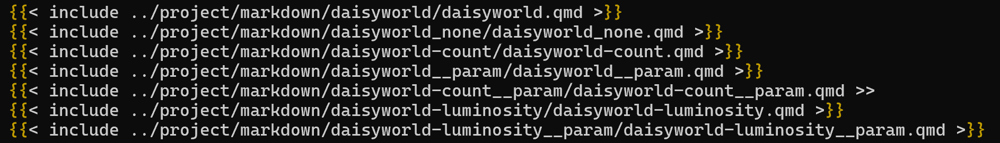 {{< include ../project/markdown/daisyworld/daisyworld.qmd >}}
{{< include ../project/markdown/daisyworld_none/daisyworld_none.qmd >}}
{{< include ../project/markdown/daisyworld-count/daisyworld-count.qmd >}}
{{< include ../project/markdown/daisyworld__param/daisyworld__param.qmd >}}
{{< include ../project/markdown/daisyworld-count__param/daisyworld-count__param.qmd >>
{{< include ../project/markdown/daisyworld-luminosity/daisyworld-luminosity.qmd >}}
{{< include ../project/markdown/daisyworld-luminosity__param/daisyworld-luminosity__param.qmd >}}